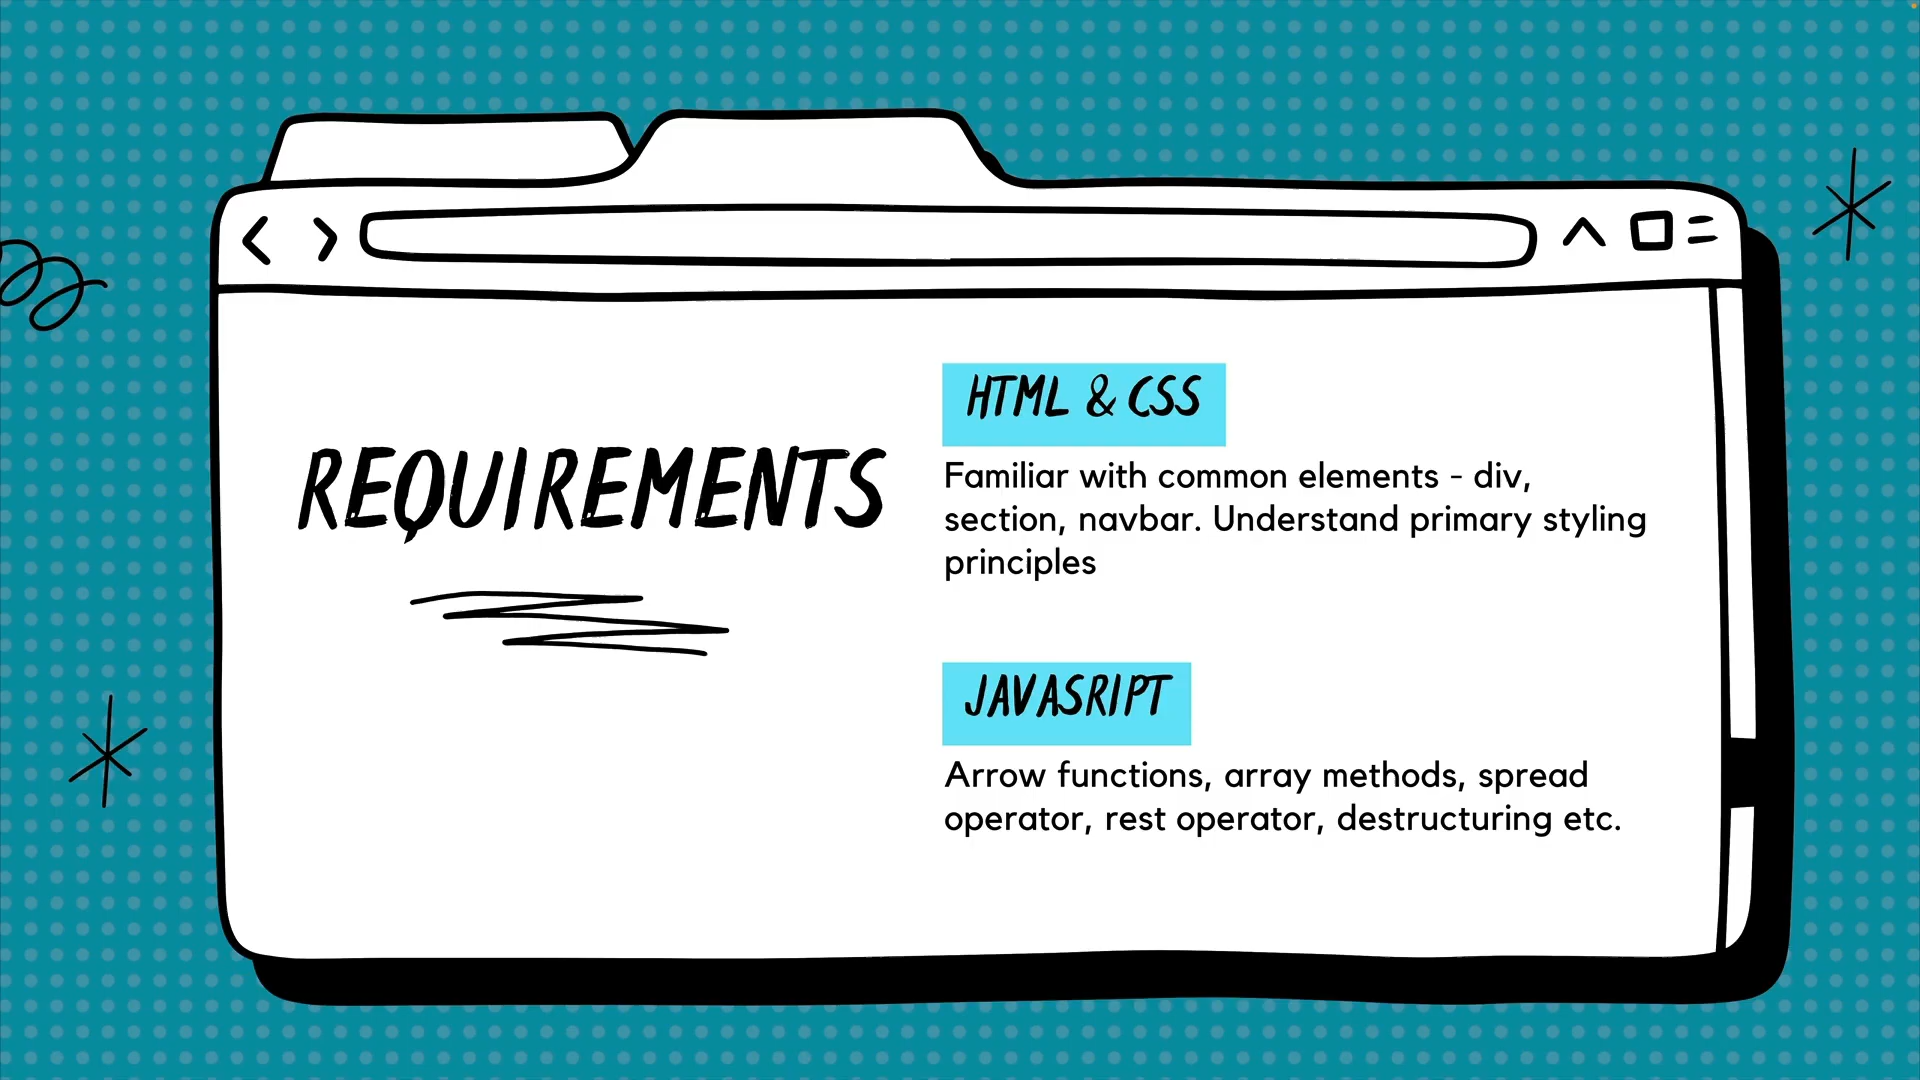 REQUIREMENTS
HTML & CSS
Familiar with common elements - div,
section, navbar. Understand primary styling
principles
JAVASRIPT
Arrow functions, array methods, spread
operator, rest operator, destructuring etc.